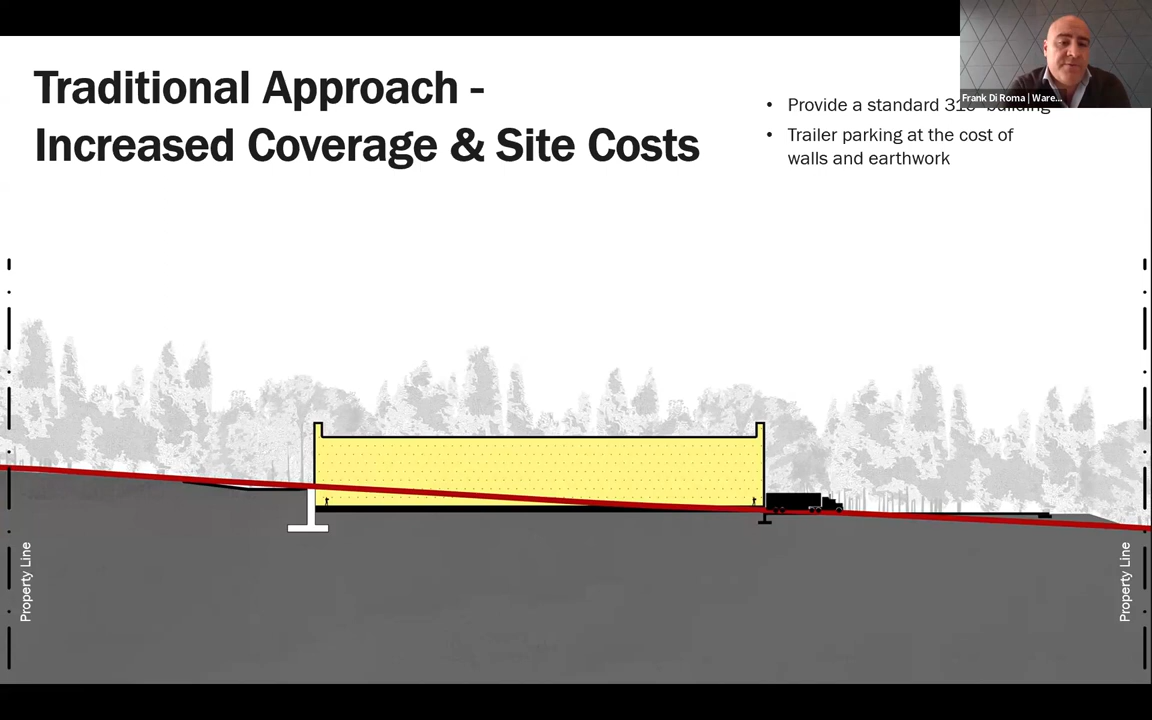 Traditional Approach -
Increased Coverage & Site Costs
Frank Di Roma | Ware...
• Provide a standard
• Trailer parking at the cost of
walls and earthwork
Property Line
Property Line